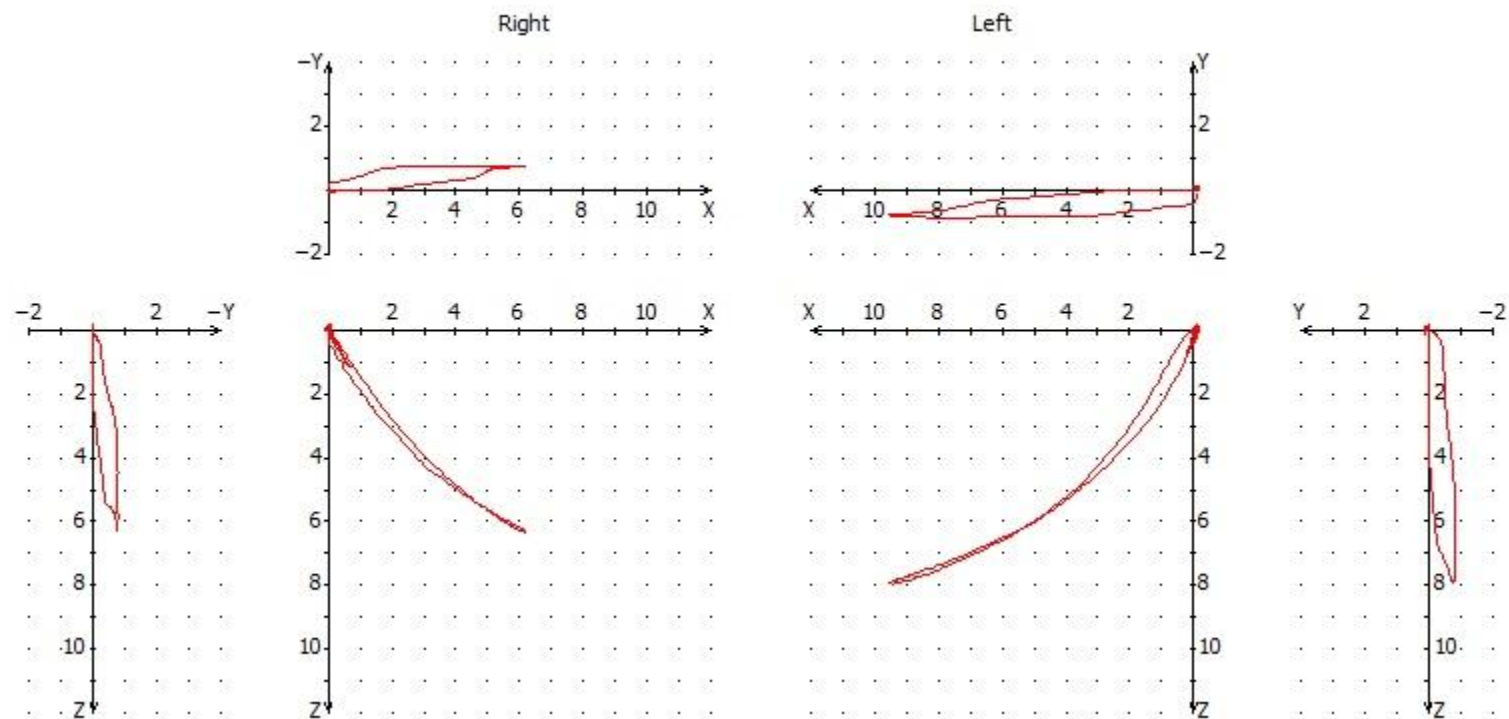 Right Left
-Y Y
2 2
2 4 6 8 10 X X 10 8 6 4 2
-2 -2
-2 2 -Y 2 4 6 8 10 X X 10 8 6 4 2 Y 2 -2
2 2 2 2
4 4 4 4
6 6 6 6
8 8 8 8
10 10 10 10
Z Z Z Z